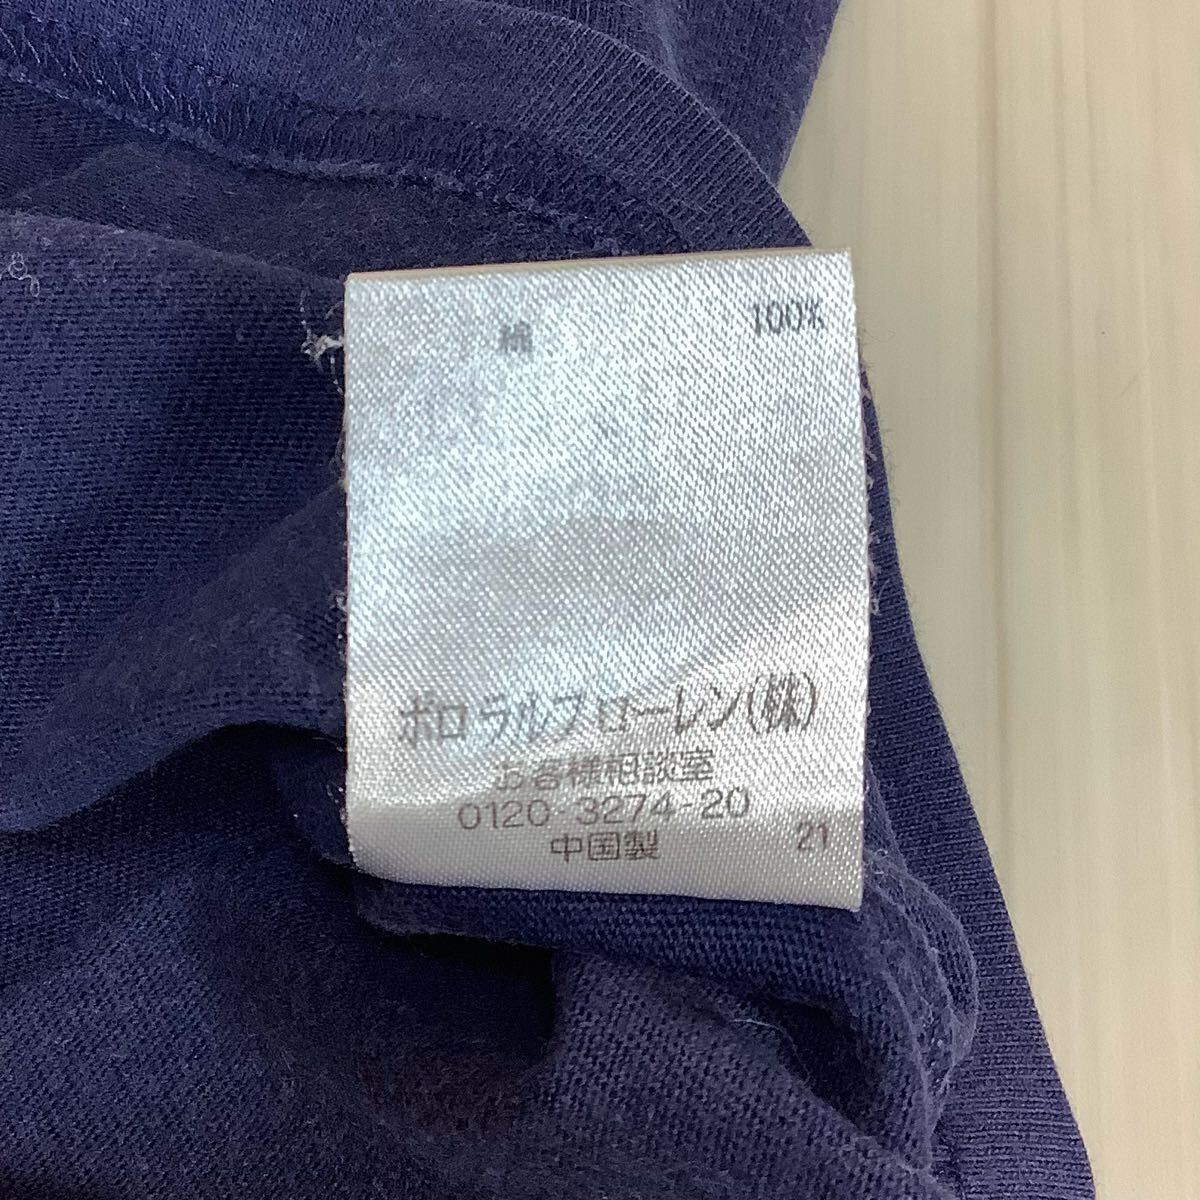 綿 100%
ポロ ラルフ ローレン(株)
お客様相談室
0120-3274-20
中国製 21